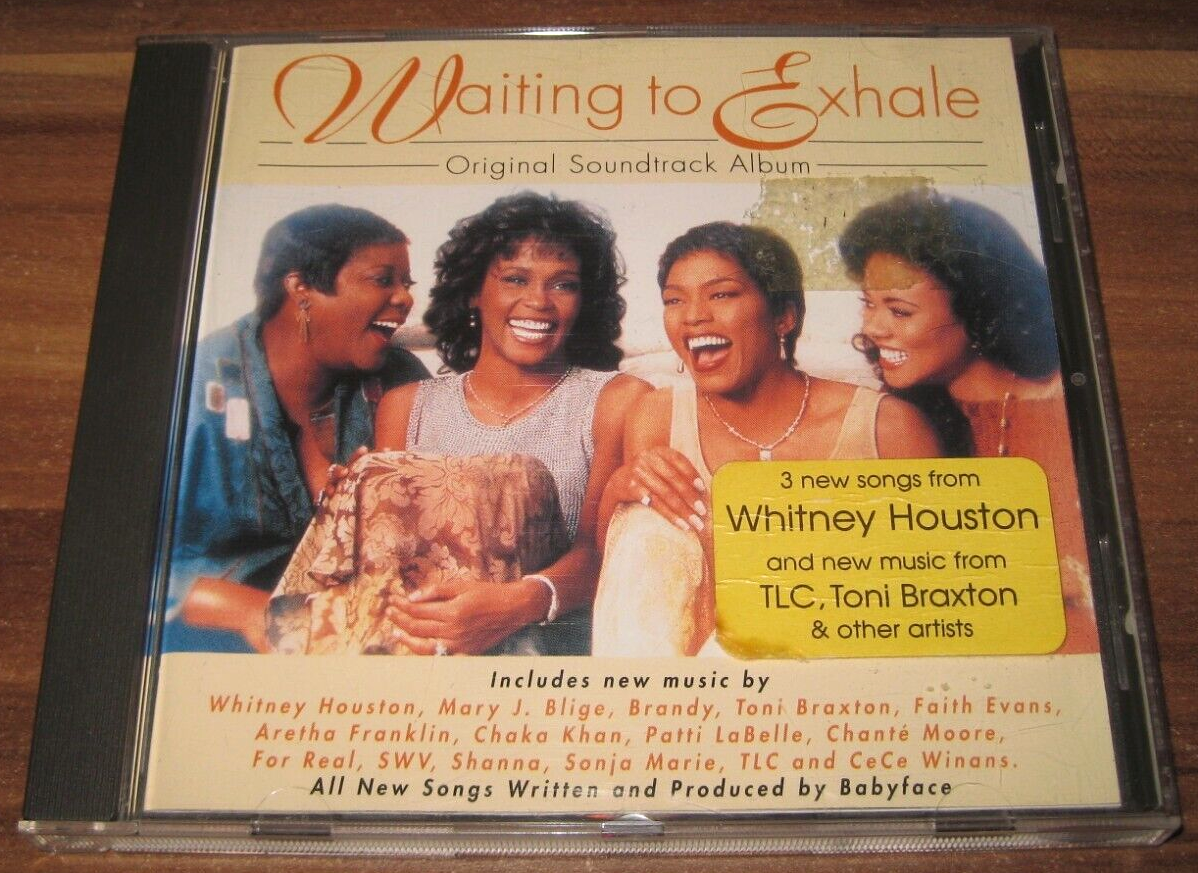 Waiting to Exhale
Original Soundtrack Album
3 new songs from
Whitney Houston
and new music from
TLC, Toni Braxton
& other artists
Includes new music by
Whitney Houston, Mary J. Blige, Brandy, Toni Braxton, Faith Evans,
Aretha Franklin, Chaka Khan, Patti LaBelle, Chanté Moore,
For Real, SWV, Shanna, Sonja Marie, TLC and CeCe Winans.
All New Songs Written and Produced by Babyface